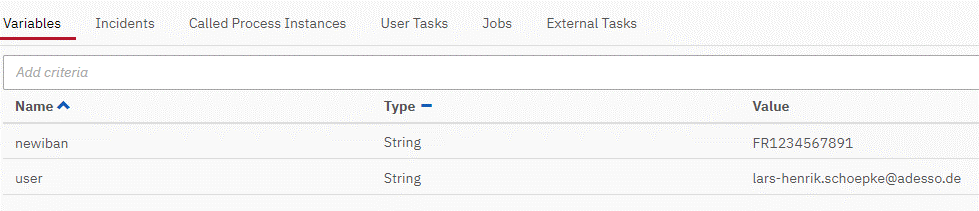 Variables Incidents Called Process Instances User Tasks Jobs External Tasks
Add criteria
Name Type Value
newiban String FR1234567891
user String lars-henrik.schoepke@adesso.de